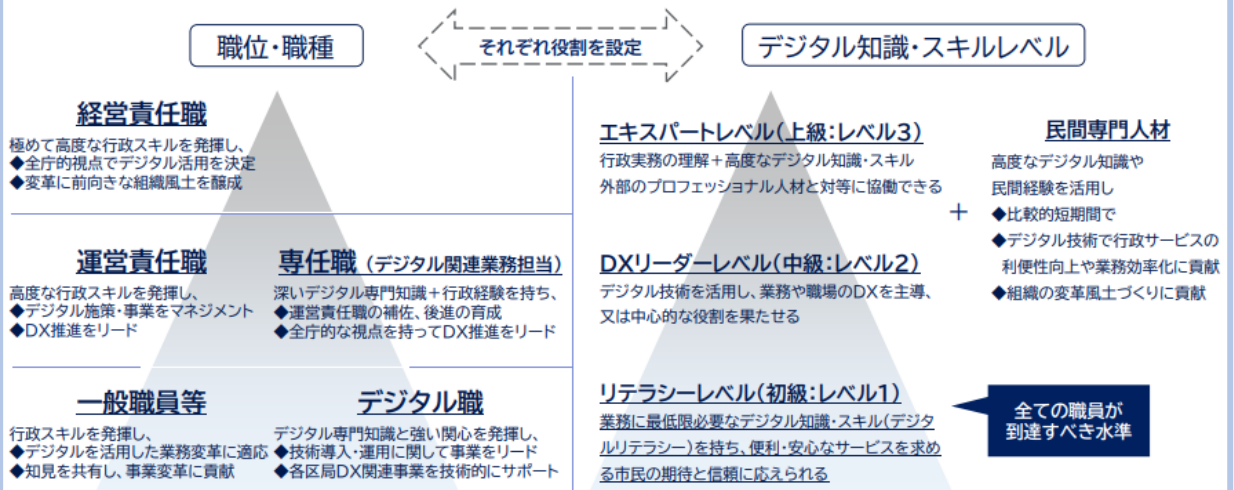 職位・職種
それぞれ役割を設定
デジタル知識・スキルレベル
経営責任職
極めて高度な行政スキルを発揮し、
◆全庁的視点でデジタル活用を決定
◆変革に前向きな組織風土を醸成
運営責任職
高度な行政スキルを発揮し、
◆デジタル施策・事業をマネジメント
◆DX推進をリード
専任職（デジタル関連業務担当）
深いデジタル専門知識＋行政経験を持ち、
◆運営責任職の補佐、後進の育成
◆全庁的な視点を持ってDX推進をリード
一般職員等
行政スキルを発揮し、
◆デジタルを活用した業務変革に適応
◆知見を共有し、事業変革に貢献
デジタル職
デジタル専門知識と強い関心を発揮し、
◆技術導入・運用に関して事業をリード
◆各区局DX関連事業を技術的にサポート
エキスパートレベル（上級：レベル3）
行政実務の理解＋高度なデジタル知識・スキル
外部のプロフェッショナル人材と対等に協働できる
＋
民間専門人材
高度なデジタル知識や
民間経験を活用し
◆比較的短期間で
◆デジタル技術で行政サービスの
利便性向上や業務効率化に貢献
◆組織の変革風土づくりに貢献
DXリーダーレベル（中級：レベル2）
デジタル技術を活用し、業務や職場のDXを主導、
又は中心的な役割を果たせる
リテラシーレベル（初級：レベル1）
業務に最低限必要なデジタル知識・スキル（デジタ
ルリテラシー）を持ち、便利・安心なサービスを求め
る市民の期待と信頼に応えられる
全ての職員が
到達すべき水準